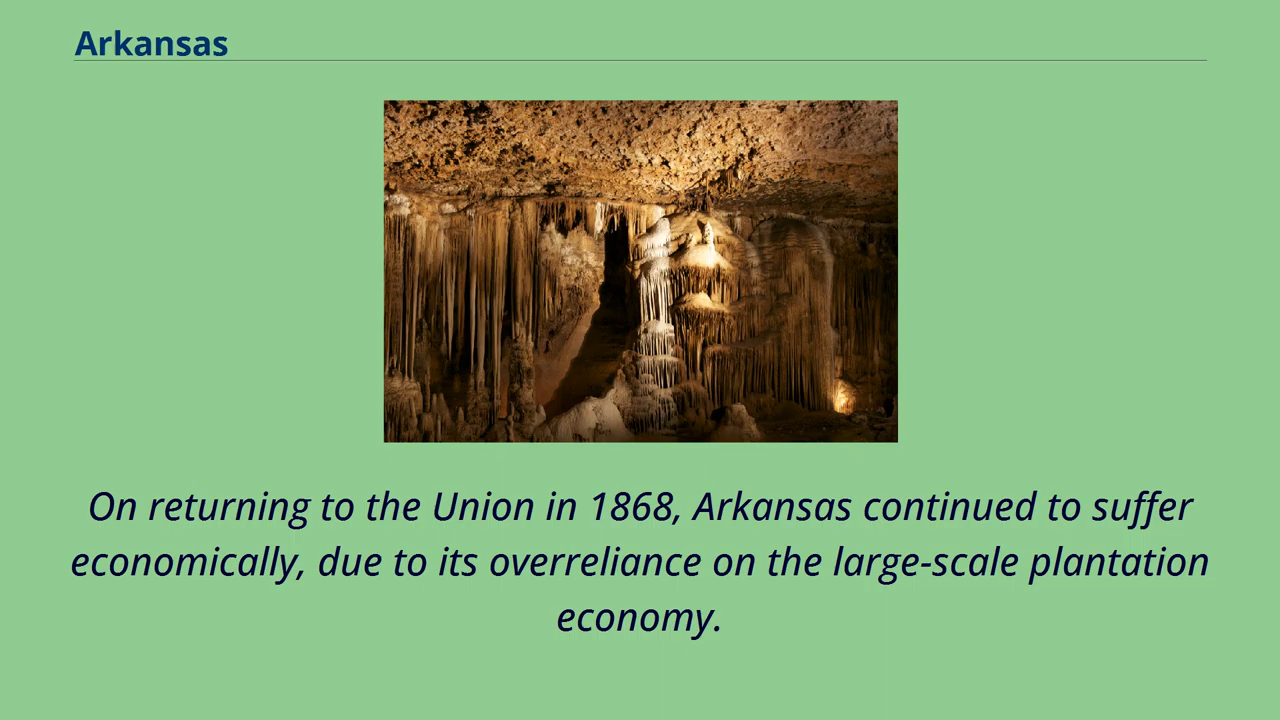 Arkansas
On returning to the Union in 1868, Arkansas continued to suffer
economically, due to its overreliance on the large-scale plantation
economy.